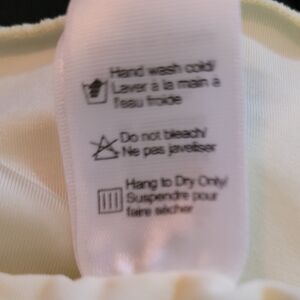 Hand wash cold/
Laver à la main à
l'eau froide
Do not bleach/
Ne pas javelliser
Hang to Dry Only/
Suspendre pour
faire sécher